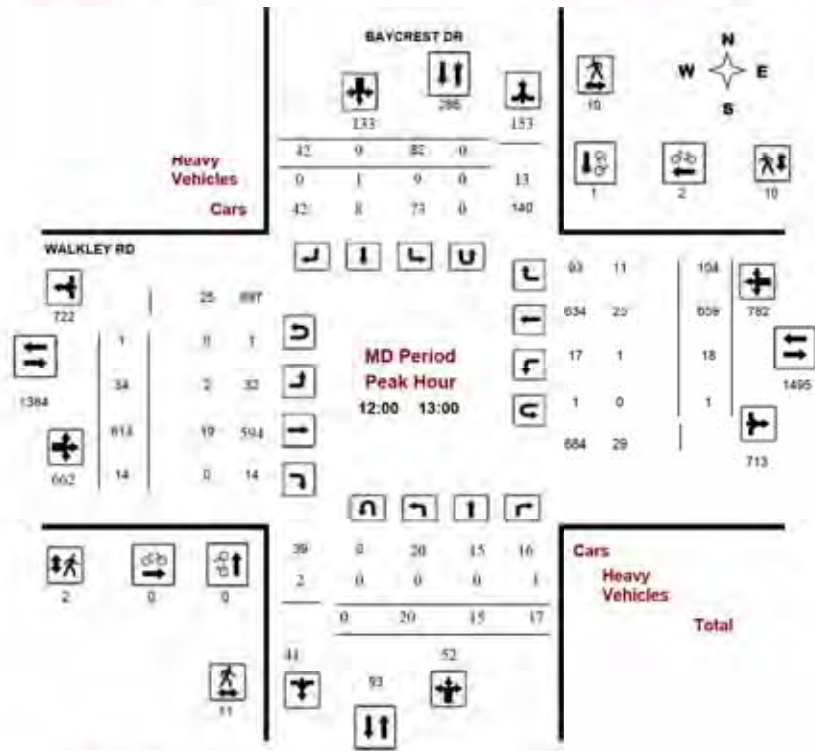 BAYCREST DR
N
W E
S
286
10
133
153
42 9 82 0
Heavy
Vehicles
0 1 9 0 13
Cars
42 8 73 0 140
1
2
10
WALKLEY RD
722
25 697
1 0 1
34 2 32
1384
613 19 594
662
14 0 14
MD Period
Peak Hour
12:00 13:00
93 11 104
634 25 659
782
17 1 18
1495
1 0 1
684 29
713
39 0 20 15 16
Cars
2 0 0 0 1
Heavy
Vehicles
0 20 15 17
Total
2
0
0
11
41
52
93